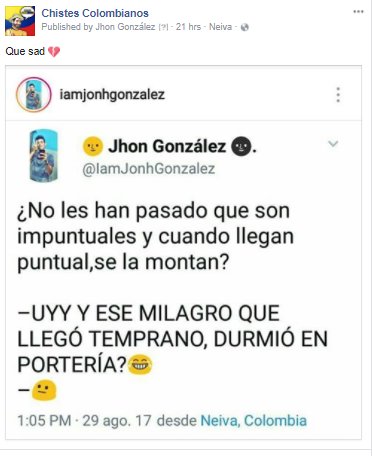 Chistes Colombianos
Published by Jhon González [?] · 21 hrs · Neiva ·
Que sad 💔
iamjonhgonzalez
🌝 Jhon González 🌚.
@IamJonhGonzalez
¿No les han pasado que son
impuntuales y cuando llegan
puntual,se la montan?
–UYY Y ESE MILAGRO QUE
LLEGÓ TEMPRANO, DURMIÓ EN
PORTERÍA?😂
–😐
1:05 PM · 29 ago. 17 desde Neiva, Colombia